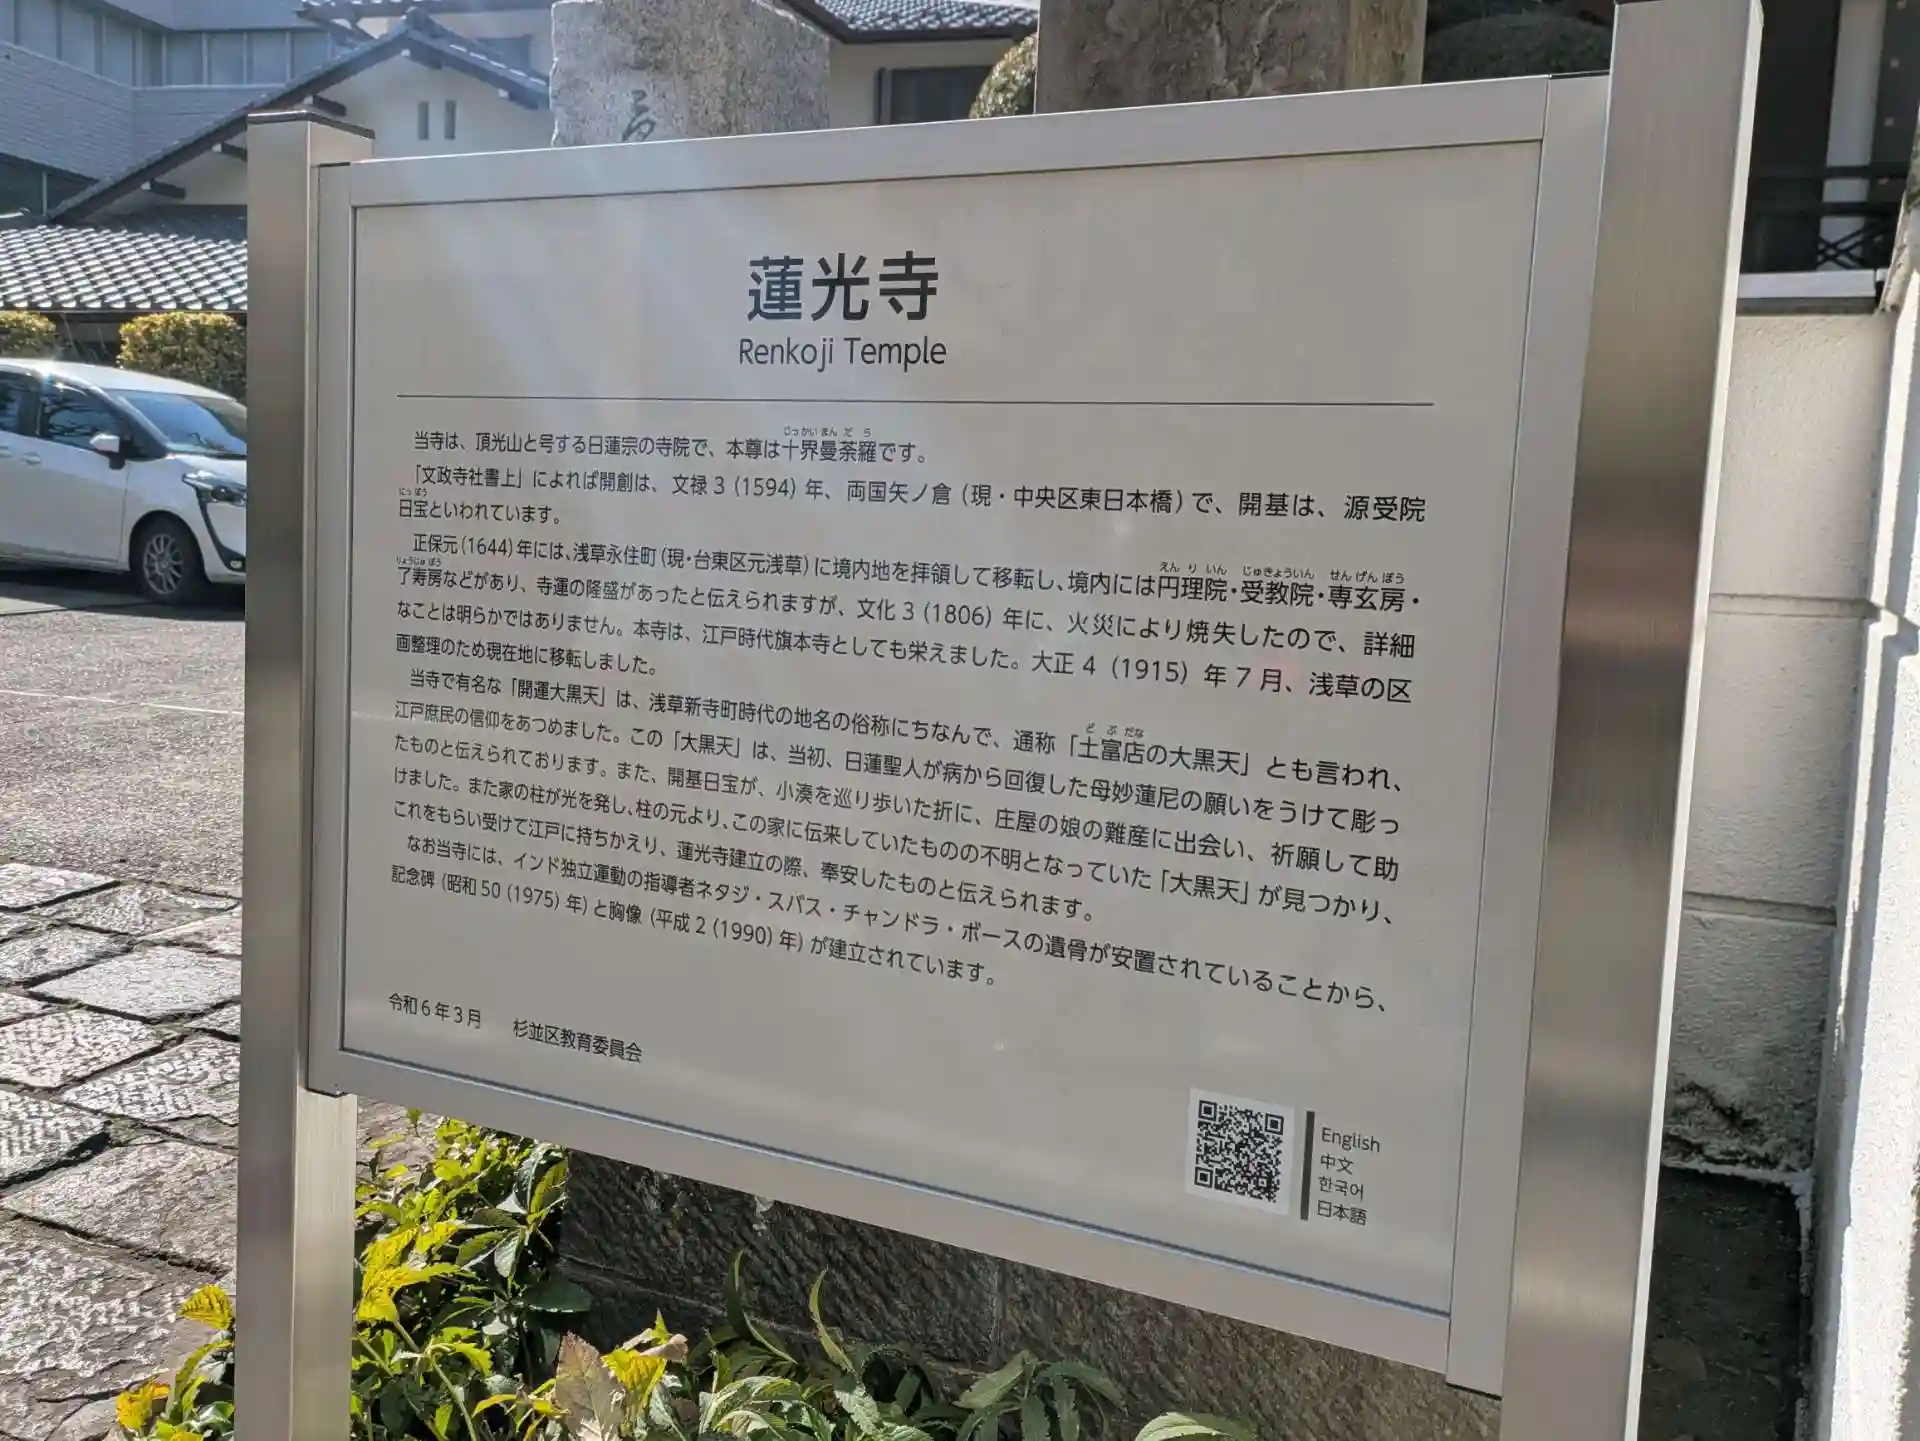 蓮光寺
Renkoji Temple
当寺は、頂光山と号する日蓮宗の寺院で、本尊は十界曼荼羅です。
「文政寺社書上」によれば開創は、文禄3(1594)年、両国矢ノ倉(現・中央区東日本橋)で、開基は、源受院
日宝といわれています。
正保元(1644)年には、浅草永住町(現・台東区元浅草)に境内地を拝領して移転し、境内には円理院・受教院・専玄房・
了寿房などがあり、寺運の隆盛があったと伝えられますが、文化3(1806)年に、火災により焼失したので、詳細
なことは明らかではありません。本寺は、江戸時代旗本寺としても栄えました。大正4(1915)年7月、浅草の区
画整理のため現在地に移転しました。
当寺で有名な「開運大黒天」は、浅草新寺町時代の地名の俗称にちなんで、通称「土富店の大黒天」とも言われ、
江戸庶民の信仰をあつめました。この「大黒天」は、当初、日蓮聖人が病から回復した母妙蓮尼の願いをうけて彫っ
たものと伝えられております。また、開基日宝が、小湊を巡り歩いた折に、庄屋の娘の難産に出会い、祈願して助
けました。また家の柱が光を発し、柱の元より、この家に伝来していたものの不明となっていた「大黒天」が見つかり、
これをもらい受けて江戸に持ちかえり、蓮光寺建立の際、奉安したものと伝えられます。
なお当寺には、インド独立運動の指導者ネタジ・スバス・チャンドラ・ボースの遺骨が安置されていることから、
記念碑(昭和50(1975)年)と胸像(平成2(1990)年)が建立されています。
令和6年3月 杉並区教育委員会
English
中文
한국어
日本語